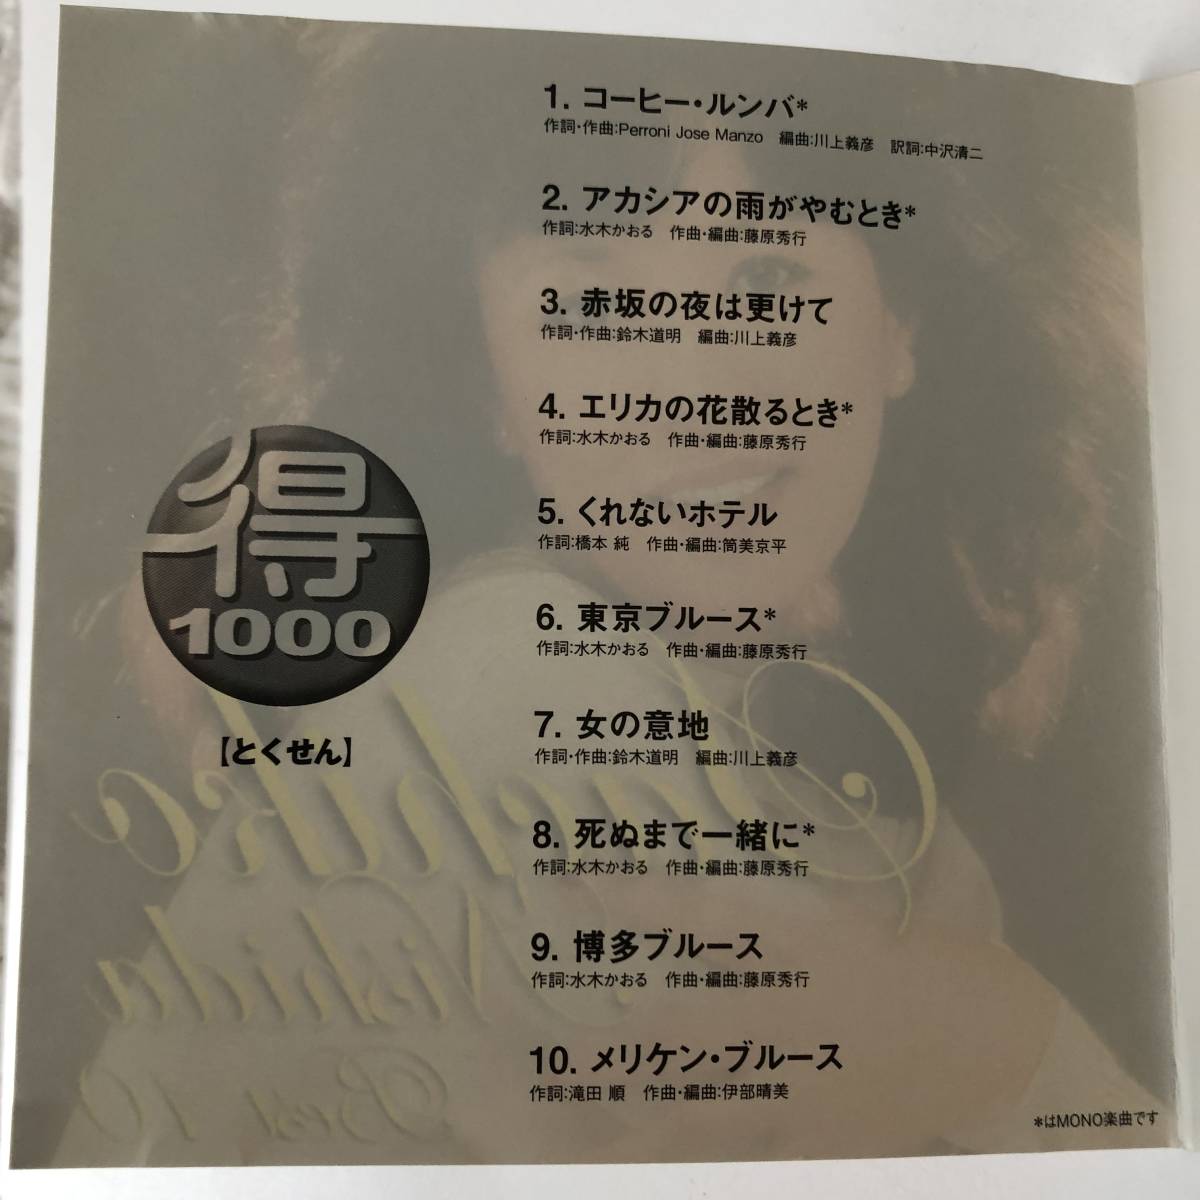 1. コーヒー・ルンバ*
作詞・作曲:Perroni Jose Manzo 編曲:川上義彦 訳詞:中沢清二
2. アカシアの雨がやむとき*
作詞:水木かおる 作曲・編曲:藤原秀行
3. 赤坂の夜は更けて
作詞・作曲:鈴木道明 編曲:川上義彦
4. エリカの花散るとき*
作詞:水木かおる 作曲・編曲:藤原秀行
5. くれないホテル
作詞:橋本 純 作曲・編曲:筒美京平
6. 東京ブルース*
作詞:水木かおる 作曲・編曲:藤原秀行
7. 女の意地
作詞・作曲:鈴木道明 編曲:川上義彦
8. 死ぬまで一緒に*
作詞:水木かおる 作曲・編曲:藤原秀行
9. 博多ブルース
作詞:水木かおる 作曲・編曲:藤原秀行
10. メリケン・ブルース
作詞:滝田 順 作曲・編曲:伊部晴美
*はMONO楽曲です
得
1000
【とくせん】
Sachiko
Nishida
Best 10